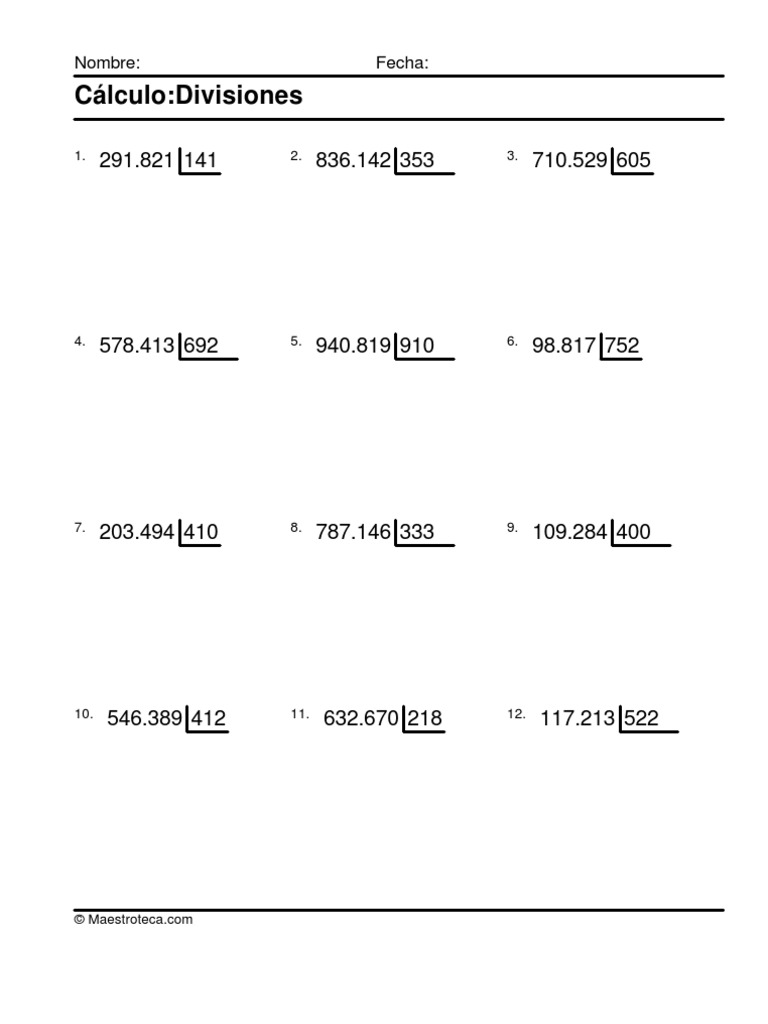 Nombre: Fecha:
Cálculo:Divisiones
1. 291.821 141 2. 836.142 353 3. 710.529 605
4. 578.413 692 5. 940.819 910 6. 98.817 752
7. 203.494 410 8. 787.146 333 9. 109.284 400
10. 546.389 412 11. 632.670 218 12. 117.213 522
© Maestroteca.com